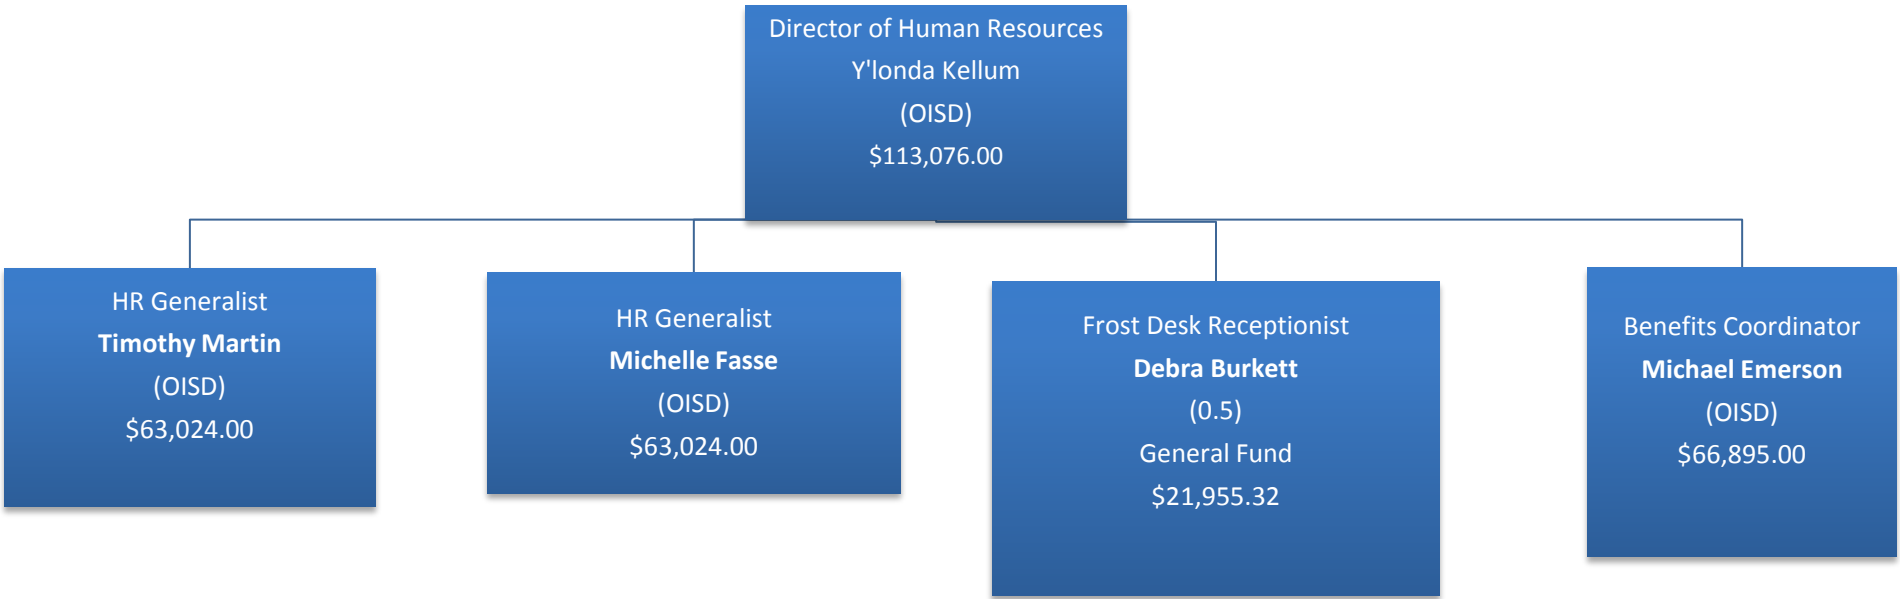 Director of Human Resources
Y'londa Kellum
(OISD)
$113,076.00
HR Generalist
Timothy Martin
(OISD)
$63,024.00
HR Generalist
Michelle Fasse
(OISD)
$63,024.00
Frost Desk Receptionist
Debra Burkett
(0.5)
General Fund
$21,955.32
Benefits Coordinator
Michael Emerson
(OISD)
$66,895.00